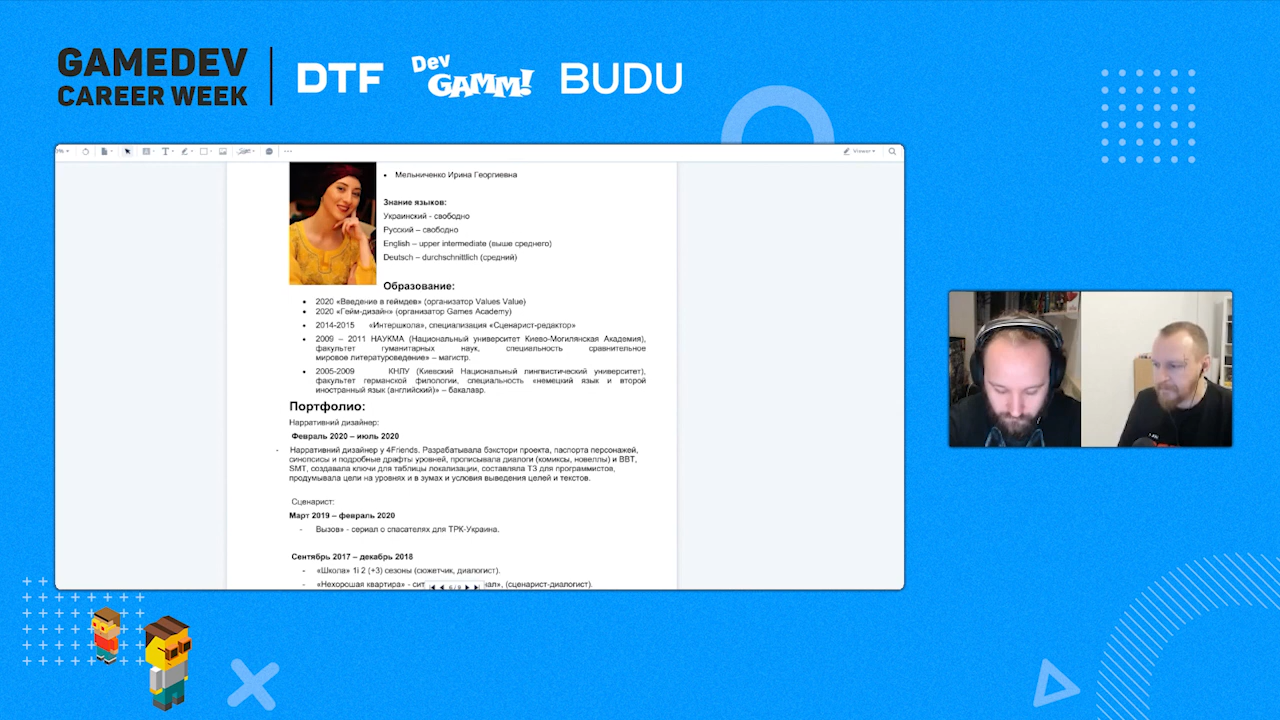 GAMEDEV
CAREER WEEK
DTF
Dev
GAMM!
BUDU
Viewer
• Мельниченко Ирина Георгиевна
Знание языков:
Украинский - свободно
Русский – свободно
English – upper intermediate (выше среднего)
Deutsch – durchschnittlich (средний)
Образование:
• 2020 «Введение в геймдев» (организатор Values Value)
• 2020 «Гейм-дизайн» (организатор Games Academy)
• 2014-2015 «Интершкола», специализация «Сценарист-редактор»
• 2009 – 2011 НАУКМА (Национальный университет Киево-Могилянская Академия),
факультет гуманитарных наук, специальность сравнительное
мировое литературоведение» – магистр.
• 2005-2009 КНЛУ (Киевский Национальный лингвистический университет),
факультет германской филологии, специальность «немецкий язык и второй
иностранный язык (английский)» – бакалавр.
Портфолио:
Нарративний дизайнер:
Февраль 2020 – июль 2020
- Нарративний дизайнер у 4Friends. Разрабатывала бэкстори проекта, паспорта персонажей,
синопсисы и подробные драфты уровней, прописывала диалоги (комиксы, новеллы) и ВВТ,
SMT, создавала ключи для таблицы локализации, составляла ТЗ для программистов,
продумывала цели на уровнях и в зумах и условия выведения целей и текстов.
Сценарист:
Март 2019 – февраль 2020
- Вызов» - сериал о спасателях для ТРК-Украина.
Сентябрь 2017 – декабрь 2018
- «Школа» 1і 2 (+3) сезоны (сюжетчик, диалогист).
- «Нехорошая квартира» - сит ал», (сценарист-диалогист).